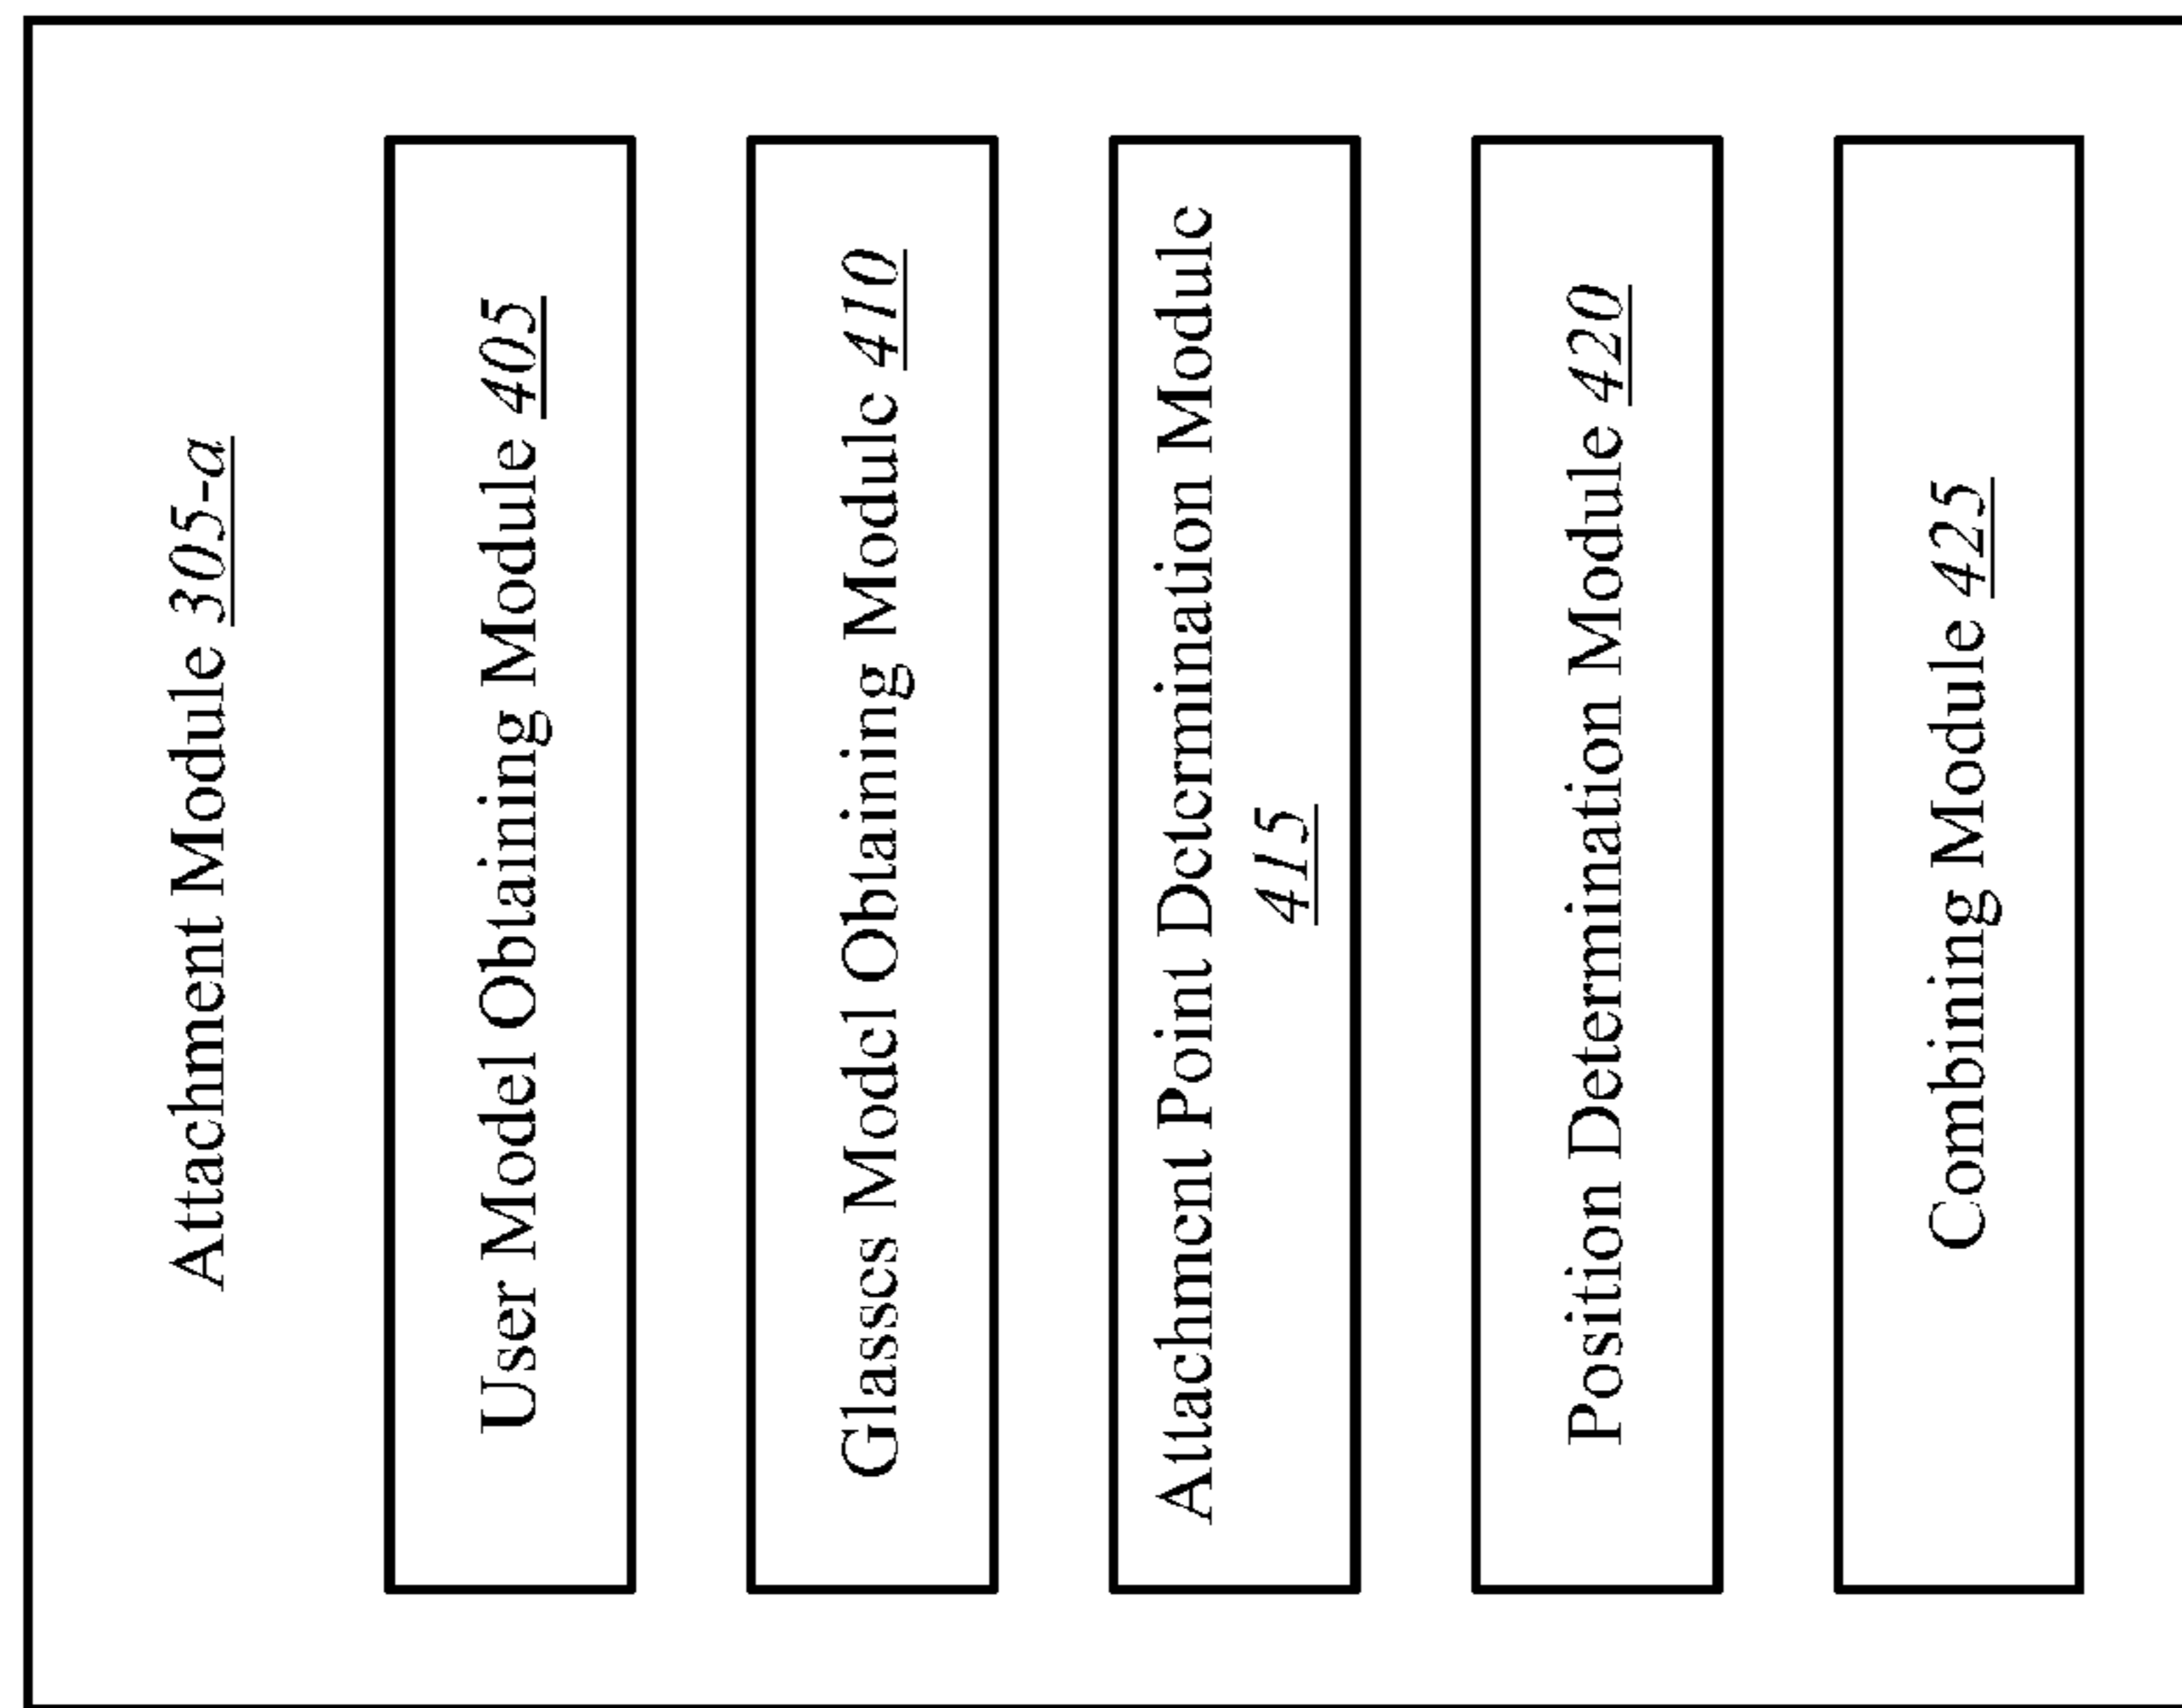 Attachment Module 305-a
User Model Obtaining Module 405
Glasses Model Obtaining Module 410
Attachment Point Determination Module
415
Position Determination Module 420
Combining Module 425